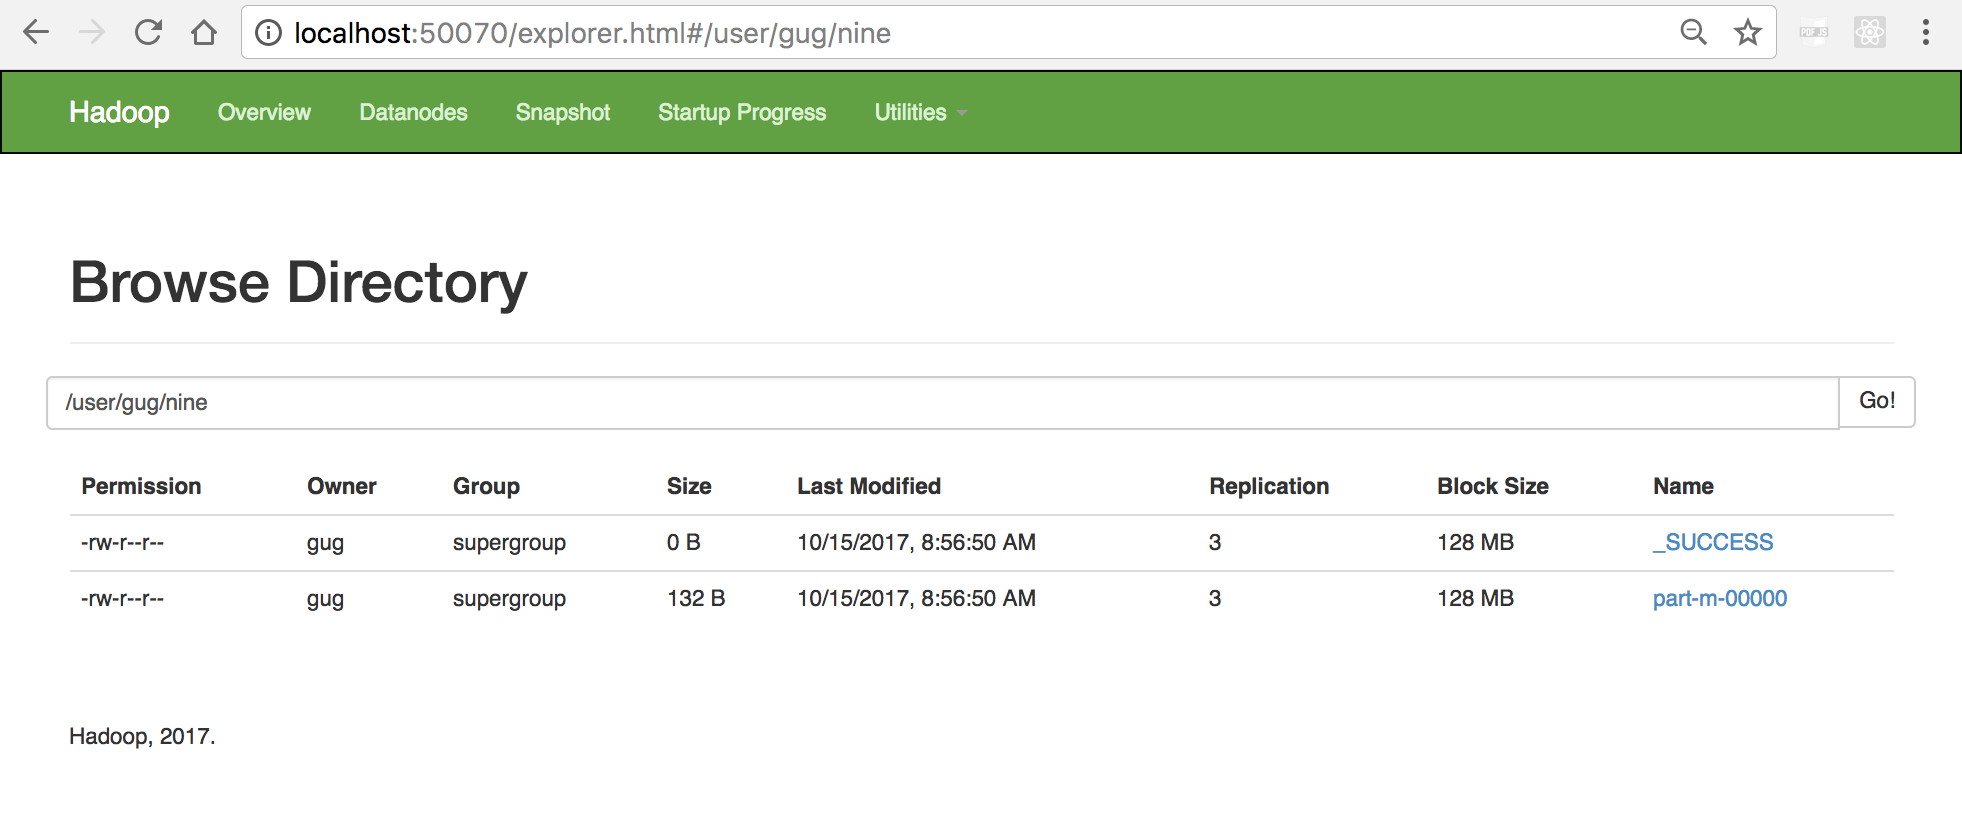 localhost:50070/explorer.html#/user/gug/nine
PDF.JS
Hadoop Overview Datanodes Snapshot Startup Progress Utilities
Browse Directory
/user/gug/nine Go!
Permission Owner Group Size Last Modified Replication Block Size Name
-rw-r--r-- gug supergroup 0 B 10/15/2017, 8:56:50 AM 3 128 MB _SUCCESS
-rw-r--r-- gug supergroup 132 B 10/15/2017, 8:56:50 AM 3 128 MB part-m-00000
Hadoop, 2017.